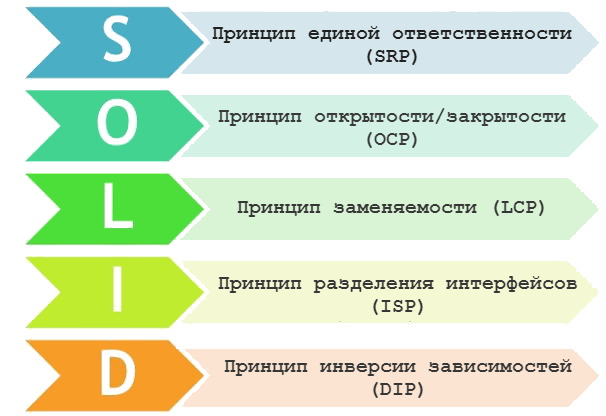 S
Принцип единой ответственности
(SRP)
O
Принцип открытости/закрытости
(OCP)
L
Принцип заменяемости (LCP)
I
Принцип разделения интерфейсов
(ISP)
D
Принцип инверсии зависимостей
(DIP)